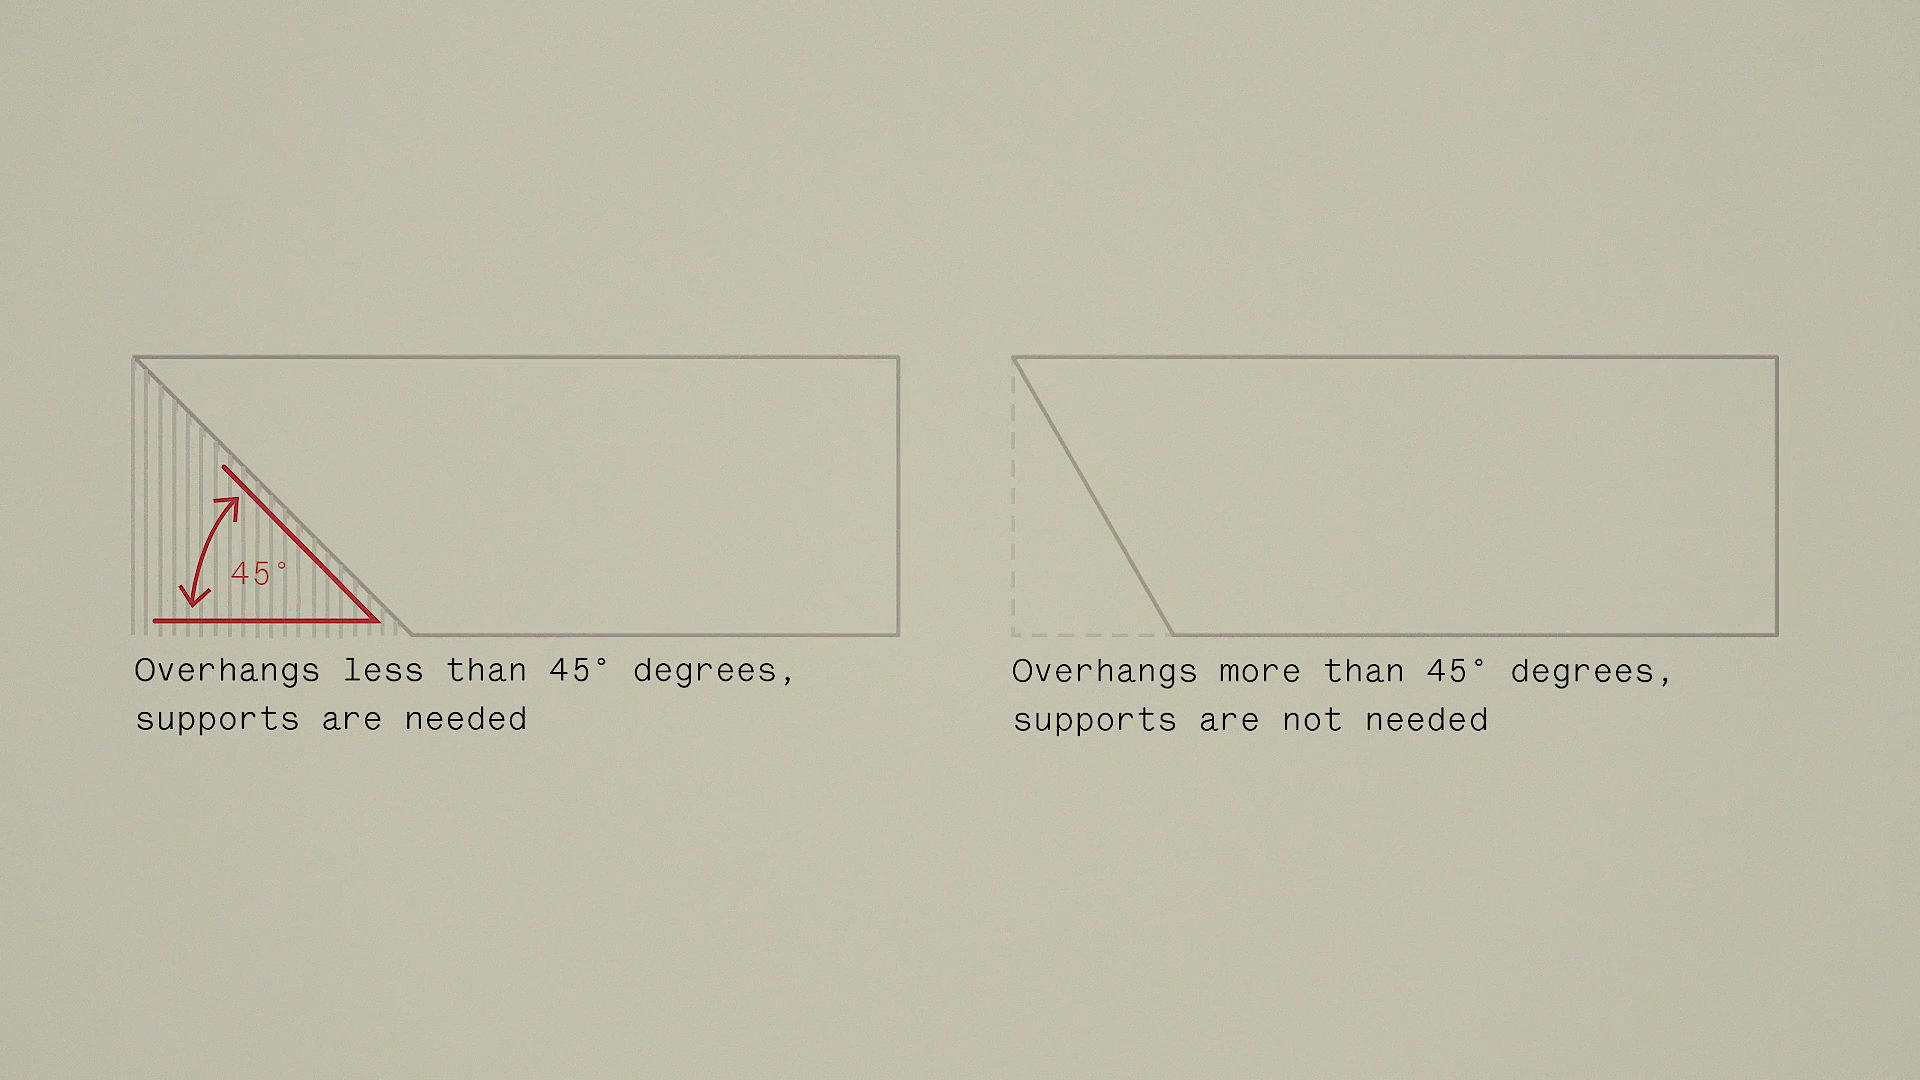 45°
Overhangs less than 45° degrees,
supports are needed
Overhangs more than 45° degrees,
supports are not needed